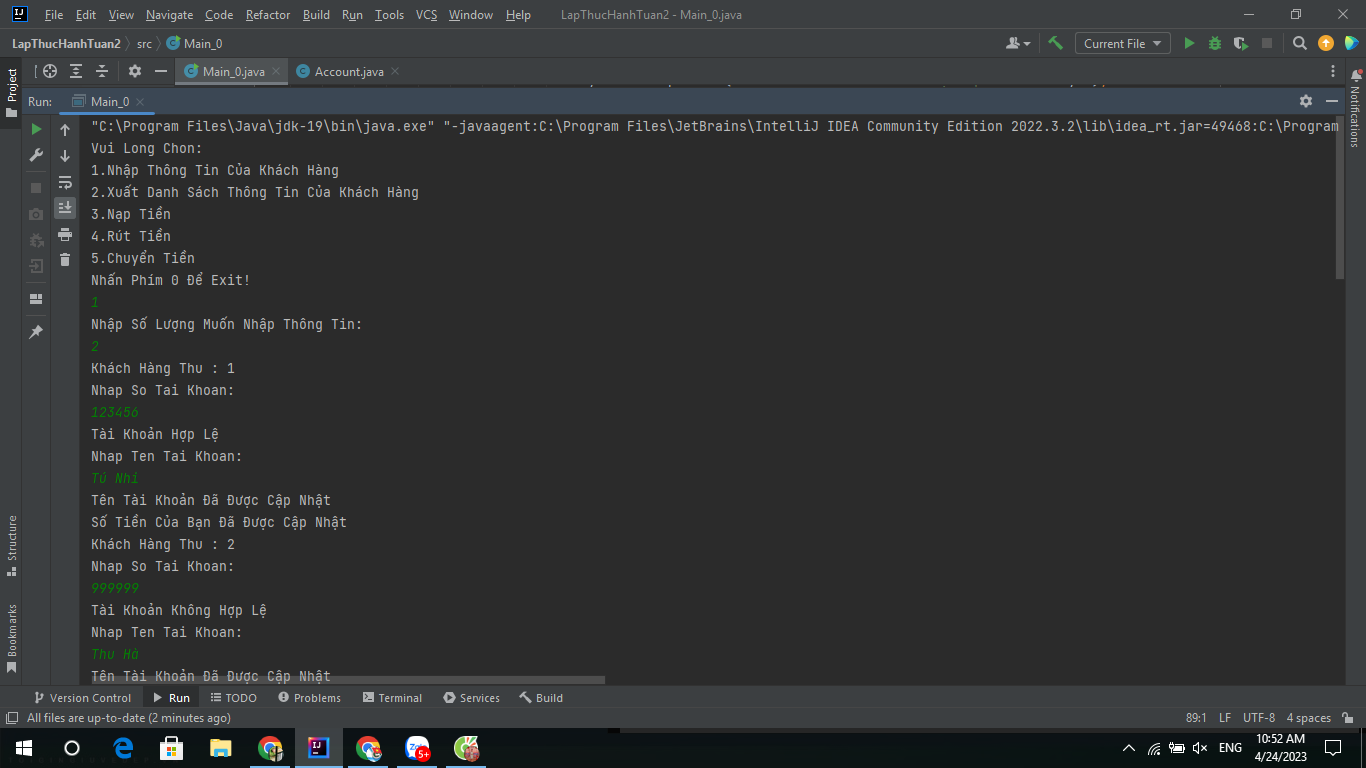 File Edit View Navigate Code Refactor Build Run Tools VCS Window Help LapThucHanhTuan2 - Main_0.java
LapThucHanhTuan2 src Main_0 Current File
Project Main_0.java Account.java
Run: Main_0
"C:\Program Files\Java\jdk-19\bin\java.exe" "-javaagent:C:\Program Files\JetBrains\IntelliJ IDEA Community Edition 2022.3.2\lib\idea_rt.jar=49468:C:\Program
Vui Long Chon:
1.Nhập Thông Tin Của Khách Hàng
2.Xuất Danh Sách Thông Tin Của Khách Hàng
3.Nạp Tiền
4.Rút Tiền
5.Chuyển Tiền
Nhấn Phím 0 Để Exit!
1
Nhập Số Lượng Muốn Nhập Thông Tin:
2
Khách Hàng Thu : 1
Nhap So Tai Khoan:
123456
Tài Khoản Hợp Lệ
Nhap Ten Tai Khoan:
Tú Nhi
Tên Tài Khoản Đã Được Cập Nhật
Số Tiền Của Bạn Đã Được Cập Nhật
Khách Hàng Thu : 2
Nhap So Tai Khoan:
999999
Tài Khoản Không Hợp Lệ
Nhap Ten Tai Khoan:
Thu Hà
Tên Tài Khoản Đã Được Cập Nhật
Notifications
Structure
Bookmarks
Version Control Run TODO Problems Terminal Services Build
All files are up-to-date (2 minutes ago) 89:1 LF UTF-8 4 spaces
5+ ENG 10:52 AM
4/24/2023